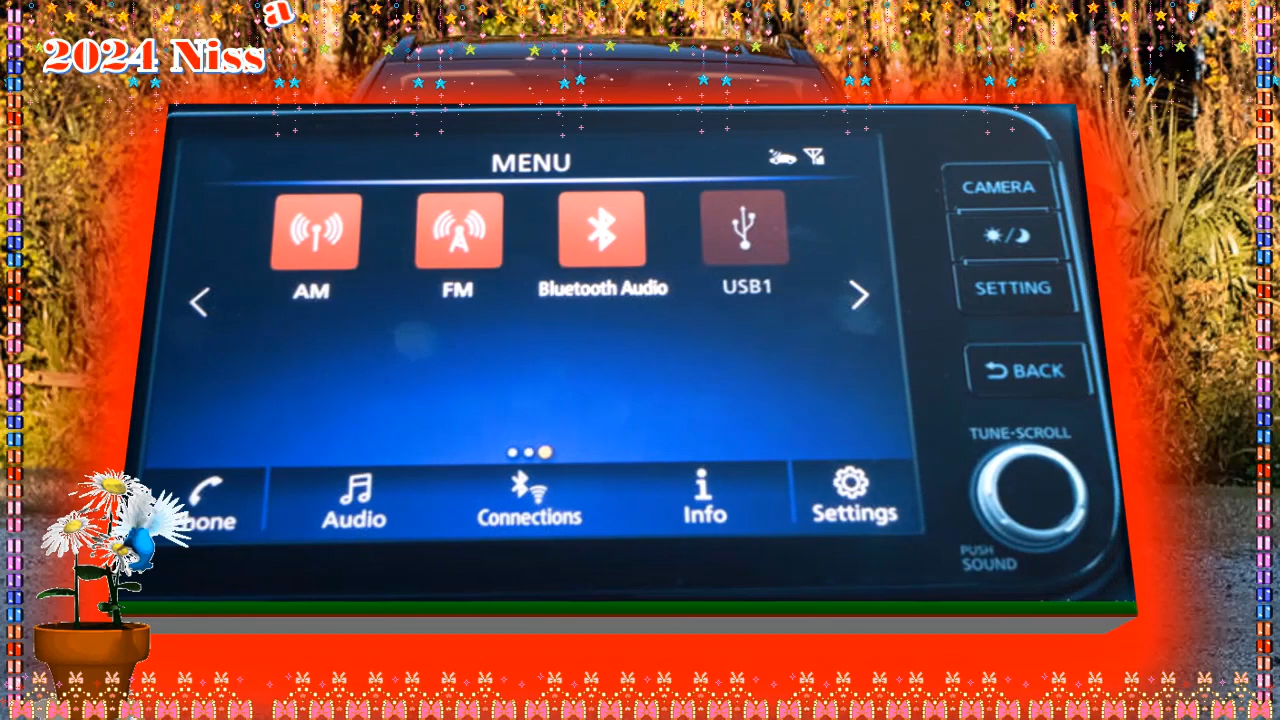 2024 Niss
a
MENU
AM
FM
Bluetooth Audio
USB1
hone
Audio
Connections
Info
Settings
CAMERA
SETTING
BACK
TUNE·SCROLL
PUSH
SOUND